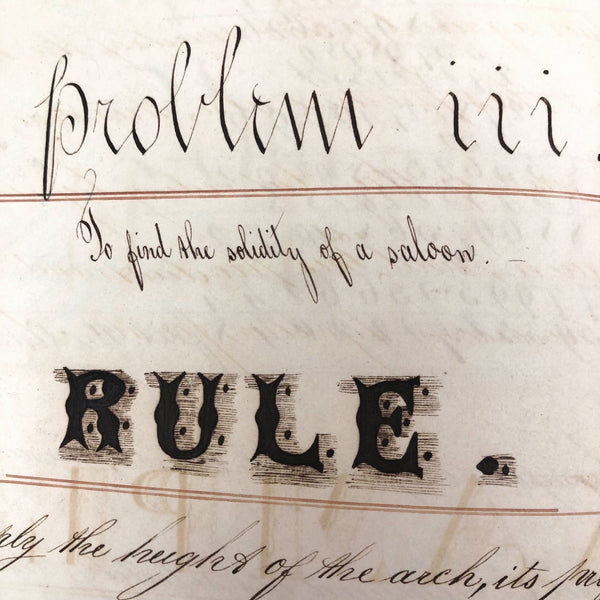 problem iii.
To find the solidity of a saloon.
RULE.
the height of the arch, its